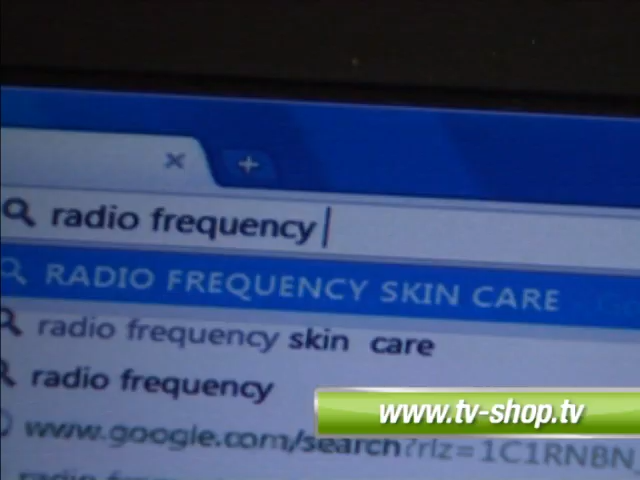 radio frequency
RADIO FREQUENCY SKIN CARE
radio frequency skin care
radio frequency
www.google.com/search?rlz=1C1RNBN
www.tv-shop.tv